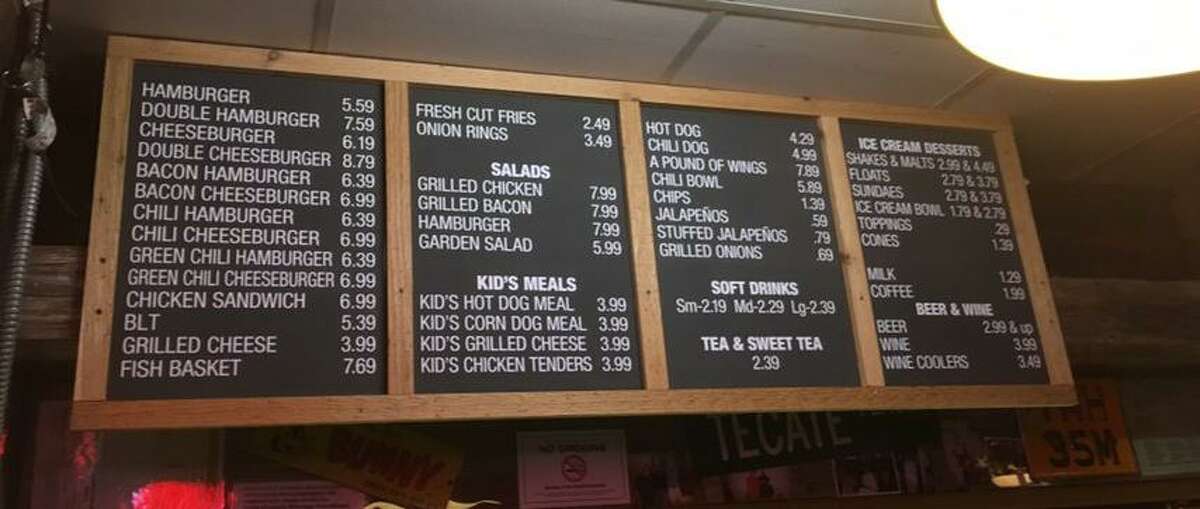 HAMBURGER 5.59
DOUBLE HAMBURGER 7.59
CHEESEBURGER 6.19
DOUBLE CHEESEBURGER 8.79
BACON HAMBURGER 6.39
BACON CHEESEBURGER 6.99
CHILI HAMBURGER 6.39
CHILI CHEESEBURGER 6.99
GREEN CHILI HAMBURGER 6.39
GREEN CHILI CHEESEBURGER 6.99
CHICKEN SANDWICH 6.99
BLT 5.39
GRILLED CHEESE 3.99
FISH BASKET 7.69
FRESH CUT FRIES 2.49
ONION RINGS 3.49
SALADS
GRILLED CHICKEN 7.99
GRILLED BACON 7.99
HAMBURGER 7.99
GARDEN SALAD 5.99
KID'S MEALS
KID'S HOT DOG MEAL 3.99
KID'S CORN DOG MEAL 3.99
KID'S GRILLED CHEESE 3.99
KID'S CHICKEN TENDERS 3.99
HOT DOG 4.29
CHILI DOG 4.99
A POUND OF WINGS 7.89
CHILI BOWL 5.89
CHIPS 1.39
JALAPEÑOS .59
STUFFED JALAPEÑOS .79
GRILLED ONIONS .69
SOFT DRINKS
Sm-2.19 Md-2.29 Lg-2.39
TEA & SWEET TEA
2.39
ICE CREAM DESSERTS
SHAKES & MALTS 2.99 & 4.49
FLOATS 2.79 & 3.79
SUNDAES 2.79 & 3.79
ICE CREAM BOWL 1.79 & 2.79
TOPPINGS .29
CONES 1.39
MILK 1.29
COFFEE 1.99
BEER & WINE
BEER 2.99 & up
WINE 3.99
WINE COOLERS 3.49
BUNNY
NO SMOKING
TECATE
35M